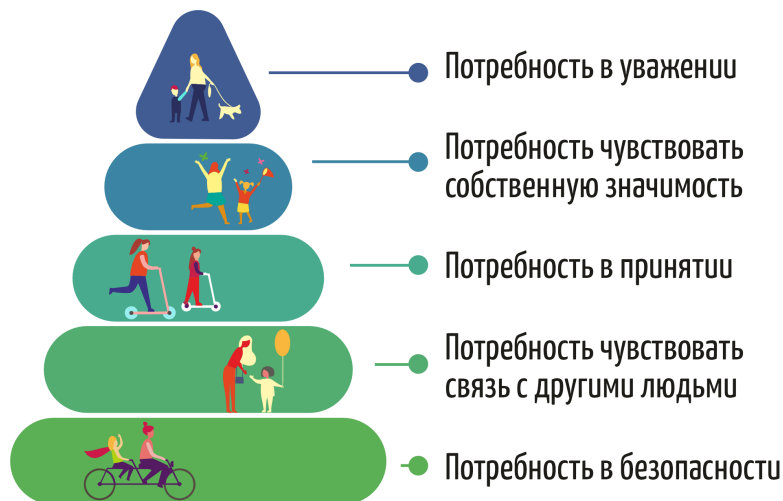 Потребность в уважении
Потребность чувствовать
собственную значимость
Потребность в принятии
Потребность чувствовать
связь с другими людьми
Потребность в безопасности